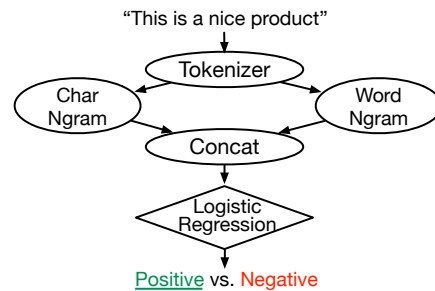 “This is a nice product”
Tokenizer
Char
Ngram
Word
Ngram
Concat
Logistic
Regression
Positive vs. Negative